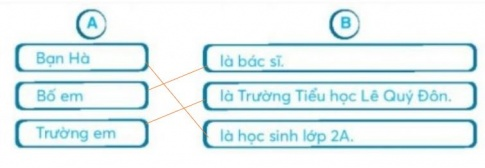 A B
Bạn Hà là bác sĩ.
Bố em là Trường Tiểu học Lê Quý Đôn.
Trường em là học sinh lớp 2A.